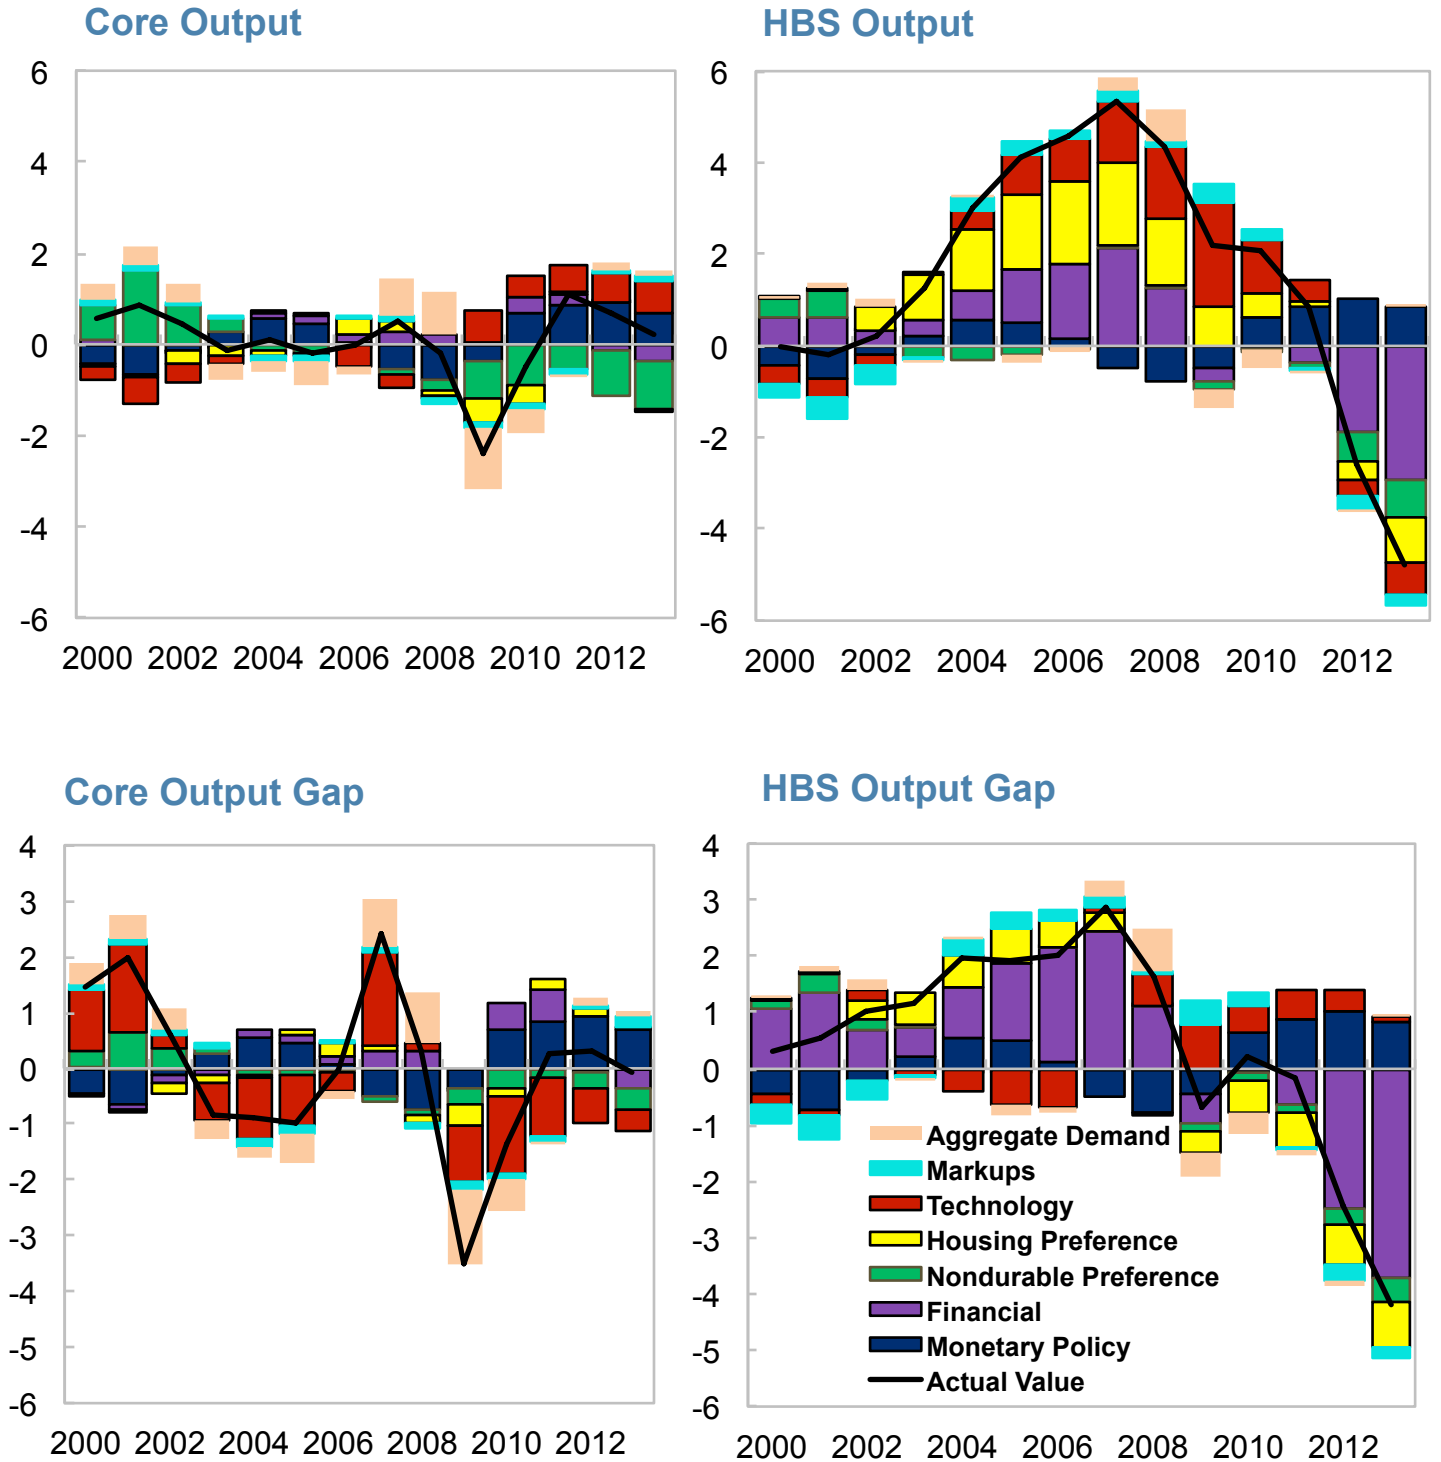 Core Output
6
4
2
0
-2
-4
-6
2000 2002 2004 2006 2008 2010 2012
HBS Output
6
4
2
0
-2
-4
-6
2000 2002 2004 2006 2008 2010 2012
Core Output Gap
4
3
2
1
0
-1
-2
-3
-4
-5
-6
2000 2002 2004 2006 2008 2010 2012
HBS Output Gap
4
3
2
1
0
-1
-2
-3
-4
-5
-6
Aggregate Demand
Markups
Technology
Housing Preference
Nondurable Preference
Financial
Monetary Policy
Actual Value
2000 2002 2004 2006 2008 2010 2012